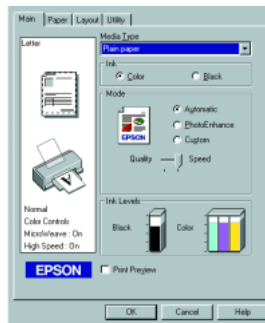 Main Paper Layout Utility
Letter
Media Type
Plain paper
Ink
Color Black
Mode
EPSON
Automatic
PhotoEnhance
Custom
Quality Speed
Normal
Color Controls
MicroWeave : On
High Speed : On
Ink Levels
Black Color
EPSON
Print Preview
OK Cancel Help